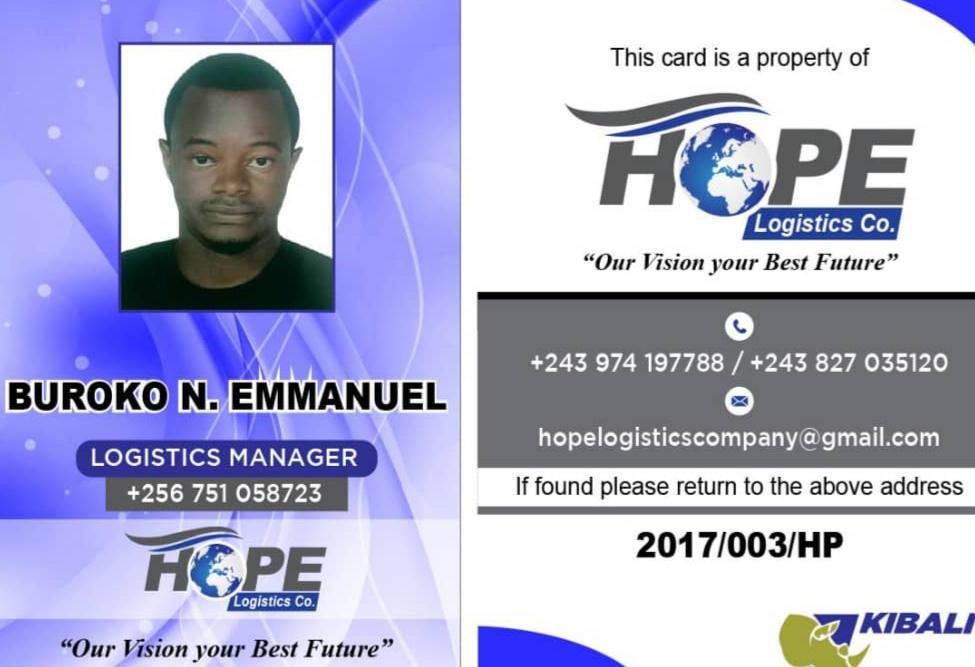 BUROKO N. EMMANUEL
LOGISTICS MANAGER
+256 751 058723
HOPE
Logistics Co.
“Our Vision your Best Future”
This card is a property of
HOPE
Logistics Co.
“Our Vision your Best Future”
+243 974 197788 / +243 827 035120
hopelogisticscompany@gmail.com
If found please return to the above address
2017/003/HP
KIBALI